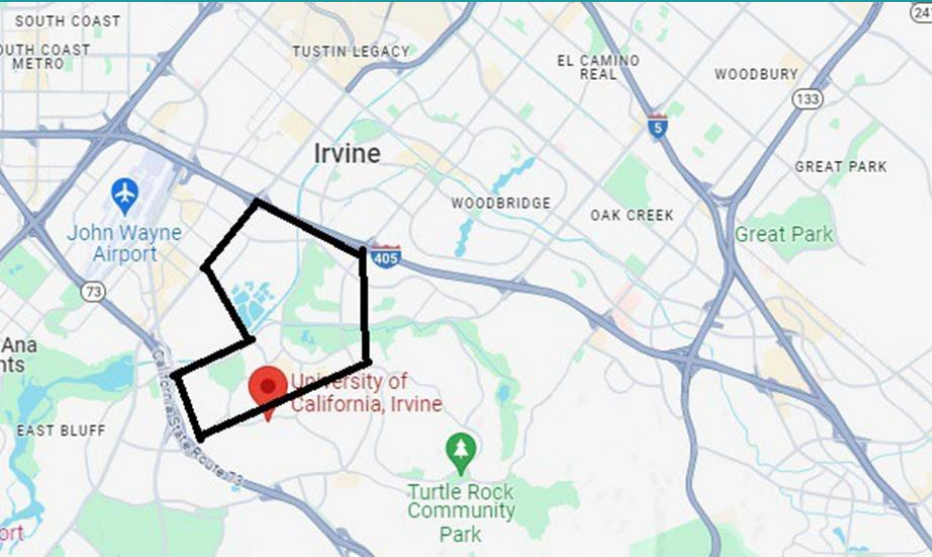 SOUTH COAST
OUTH COAST
METRO
TUSTIN LEGACY
EL CAMINO
REAL
WOODBURY
24
133
5
Irvine
GREAT PARK
WOODBRIDGE
OAK CREEK
John Wayne
Airport
Great Park
405
73
Ana
nts
California State Route 73
University of
California, Irvine
EAST BLUFF
Turtle Rock
Community
Park
ort